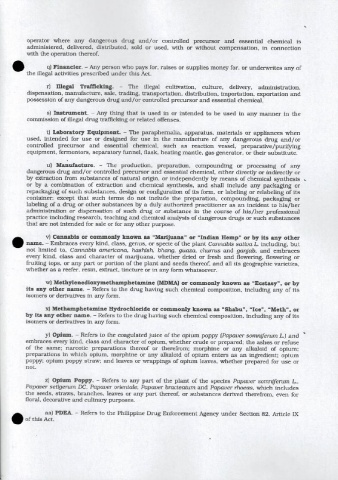 operator where any dangerous drug and/or controlled precursor and essential chemical is
administered, delivered, distributed, sold or used, with or without compensation, in connection
with the operation thereof.
q) Financier. – Any person who pays for, raises or supplies money for, or underwrites any of
the illegal activities prescribed under this Act.
r) Illegal Trafficking. – The illegal cultivation, culture, delivery, administration,
dispensation, manufacture, sale, trading, transportation, distribution, importation, exportation and
possession of any dangerous drug and/or controlled precursor and essential chemical.
s) Instrument. – Any thing that is used in or intended to be used in any manner in the
commission of illegal drug trafficking or related offenses.
t) Laboratory Equipment. – The paraphernalia, apparatus, materials or appliances when
used, intended for use or designed for use in the manufacture of any dangerous drug and/or
controlled precursor and essential chemical, such as reaction vessel, preparative/purifying
equipment, fermentors, separatory funnel, flask, heating mantle, gas generator, or their substitute.
u) Manufacture. – The production, preparation, compounding or processing of any
dangerous drug and/or controlled precursor and essential chemical, either directly or indirectly or
by extraction from substances of natural origin, or independently by means of chemical synthesis
or by a combination of extraction and chemical synthesis, and shall include any packaging or
repackaging of such substances, design or configuration of its form, or labeling or relabeling of its
container; except that such terms do not include the preparation, compounding, packaging or
labeling of a drug or other substances by a duly authorized practitioner as an incident to his/her
administration or dispensation of such drug or substance in the course of his/her professional
practice including research, teaching and chemical analysis of dangerous drugs or such substances
that are not intended for sale or for any other purpose.
v) Cannabis or commonly known as "Marijuana" or "Indian Hemp" or by its any other
name. – Embraces every kind, class, genus, or specie of the plant Cannabis sativa L. including, but
not limited to, Cannabis americana, hashish, bhang, guaza, churrus and ganjab, and embraces
every kind, class and character of marijuana, whether dried or fresh and flowering, flowering or
fruiting tops, or any part or portion of the plant and seeds thereof, and all its geographic varieties,
whether as a reefer, resin, extract, tincture or in any form whatsoever.
w) Methylenedioxymethamphetamine (MDMA) or commonly known as "Ecstasy", or by
its any other name. – Refers to the drug having such chemical composition, including any of its
isomers or derivatives in any form.
x) Methamphetamine Hydrochloride or commonly known as "Shabu", "Ice", "Meth", or
by its any other name. – Refers to the drug having such chemical composition, including any of its
isomers or derivatives in any form.
y) Opium. – Refers to the coagulated juice of the opium poppy (Papaver somniferum L.) and
embraces every kind, class and character of opium, whether crude or prepared; the ashes or refuse
of the same; narcotic preparations thereof or therefrom; morphine or any alkaloid of opium;
preparations in which opium, morphine or any alkaloid of opium enters as an ingredient; opium
poppy; opium poppy straw; and leaves or wrappings of opium leaves, whether prepared for use or
not.
z) Opium Poppy. – Refers to any part of the plant of the species Papaver somniferum L.,
Papaver setigerum DC, Papaver orientale, Papaver bracteatum and Papaver rhoeas, which includes
the seeds, straws, branches, leaves or any part thereof, or substances derived therefrom, even for
floral, decorative and culinary purposes.
aa) PDEA. – Refers to the Philippine Drug Enforcement Agency under Section 82, Article IX
of this Act.